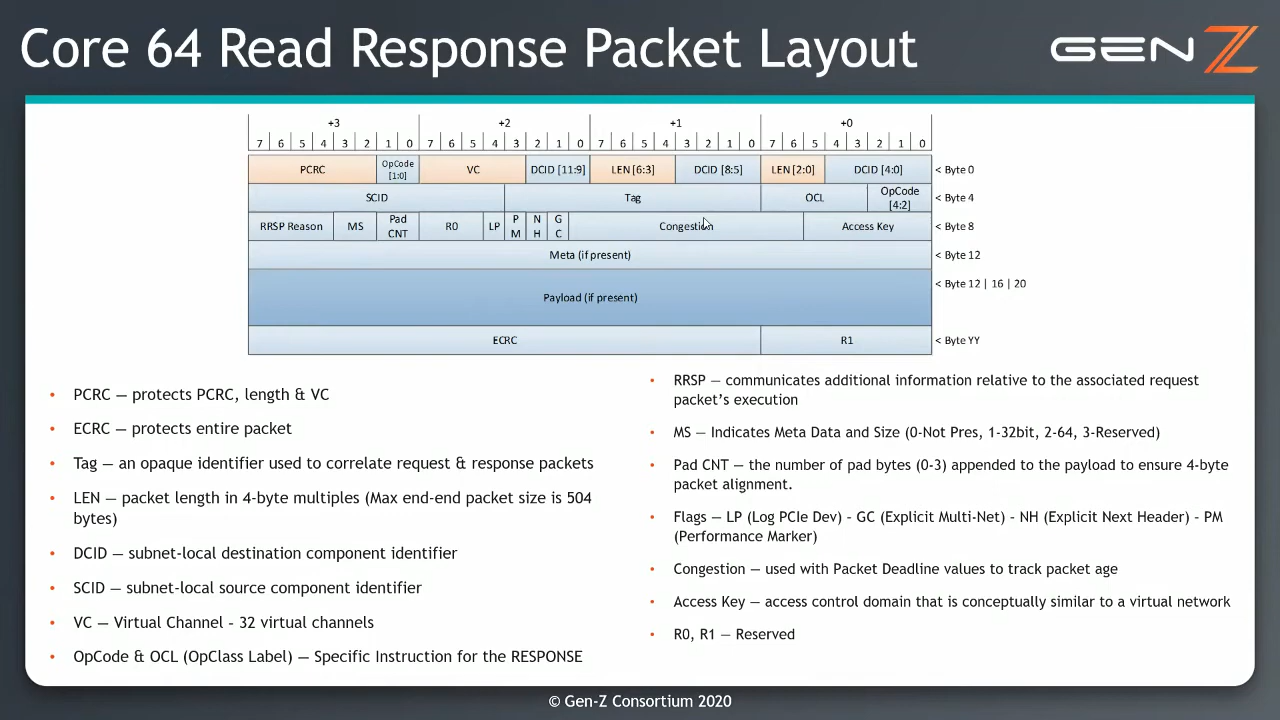 Core 64 Read Response Packet Layout
GEN Z
+3 +2 +1 +0
7 6 5 4 3 2 1 0 7 6 5 4 3 2 1 0 7 6 5 4 3 2 1 0 7 6 5 4 3 2 1 0
PCRC OpCode [1:0] VC DCID [11:9] LEN [6:3] DCID [8:5] LEN [2:0] DCID [4:0] < Byte 0
SCID Tag OCL OpCode [4:2] < Byte 4
RRSP Reason MS Pad CNT R0 LP PM NH GC Congestion Access Key < Byte 8
Meta (if present) < Byte 12
Payload (if present) < Byte 12 | 16 | 20
ECRC R1 < Byte YY
• PCRC — protects PCRC, length & VC
• ECRC — protects entire packet
• Tag — an opaque identifier used to correlate request & response packets
• LEN — packet length in 4-byte multiples (Max end-end packet size is 504
bytes)
• DCID — subnet-local destination component identifier
• SCID — subnet-local source component identifier
• VC — Virtual Channel - 32 virtual channels
• OpCode & OCL (OpClass Label) — Specific Instruction for the RESPONSE
• RRSP — communicates additional information relative to the associated request
packet's execution
• MS — Indicates Meta Data and Size (0-Not Pres, 1-32bit, 2-64, 3-Reserved)
• Pad CNT — the number of pad bytes (0-3) appended to the payload to ensure 4-byte
packet alignment.
• Flags — LP (Log PCIe Dev) - GC (Explicit Multi-Net) - NH (Explicit Next Header) - PM
(Performance Marker)
• Congestion — used with Packet Deadline values to track packet age
• Access Key — access control domain that is conceptually similar to a virtual network
• R0, R1 — Reserved
© Gen-Z Consortium 2020